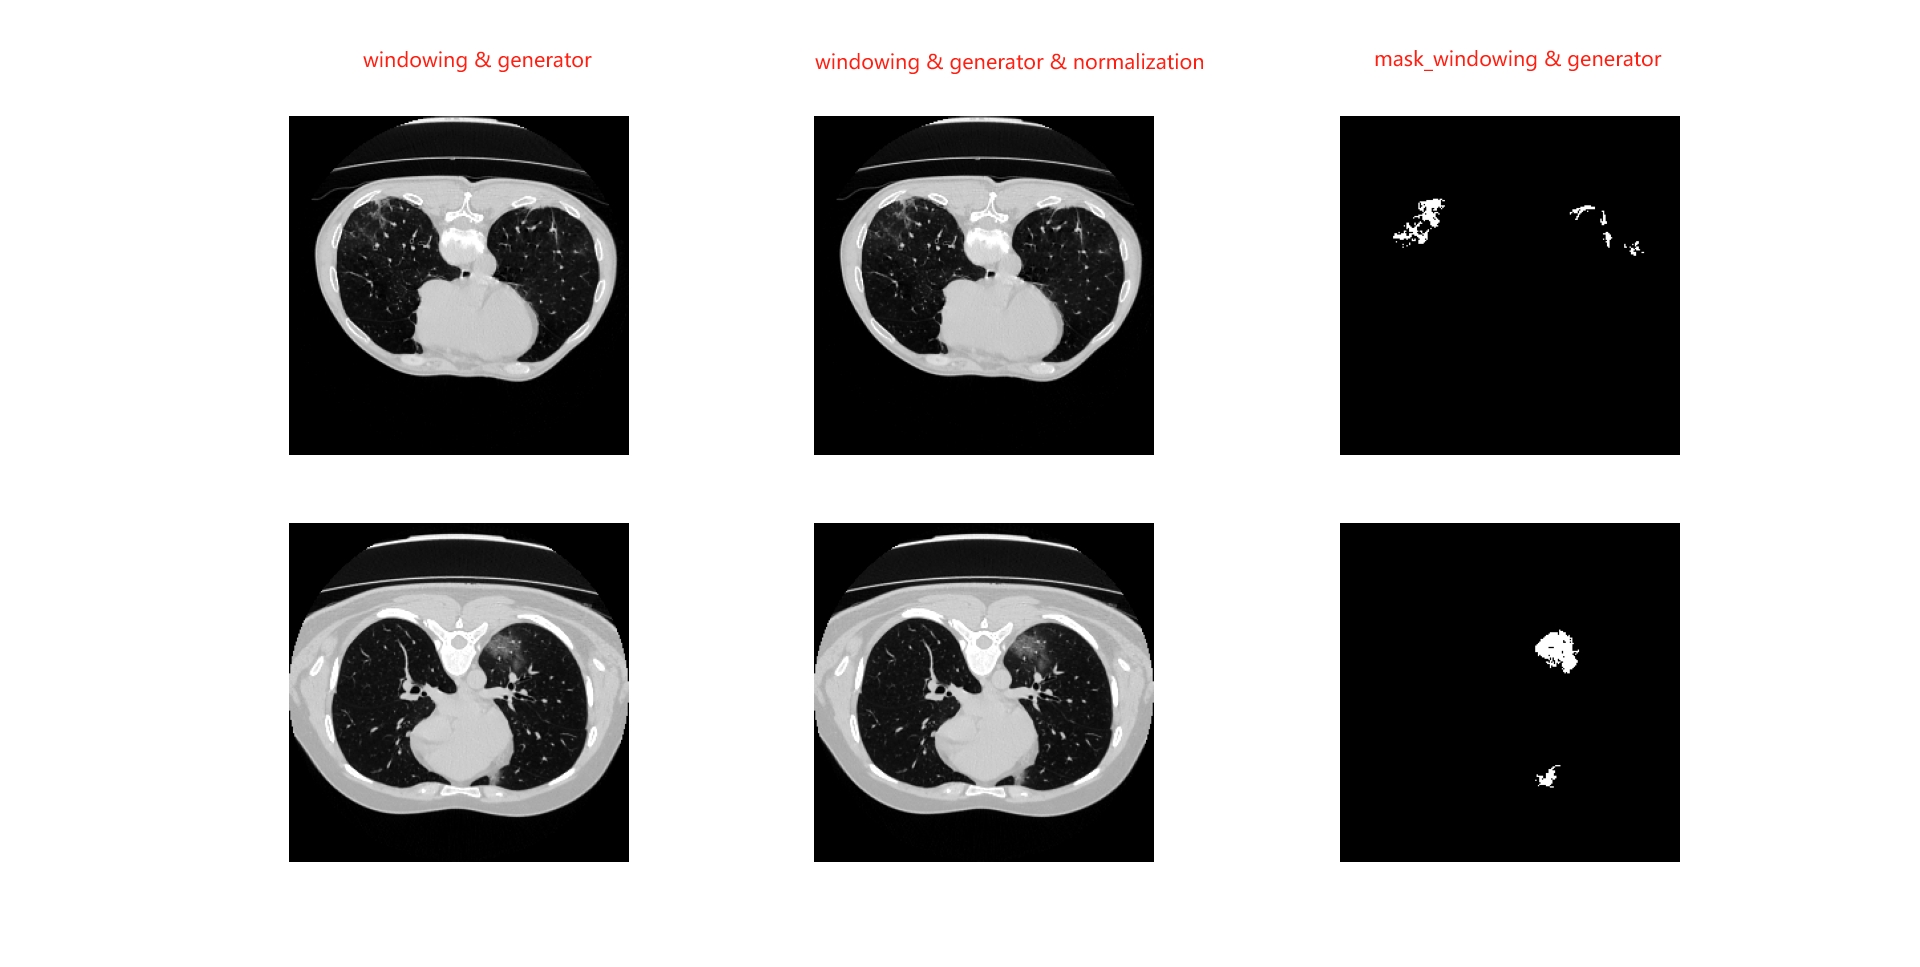 windowing & generator
windowing & generator & normalization
mask_windowing & generator